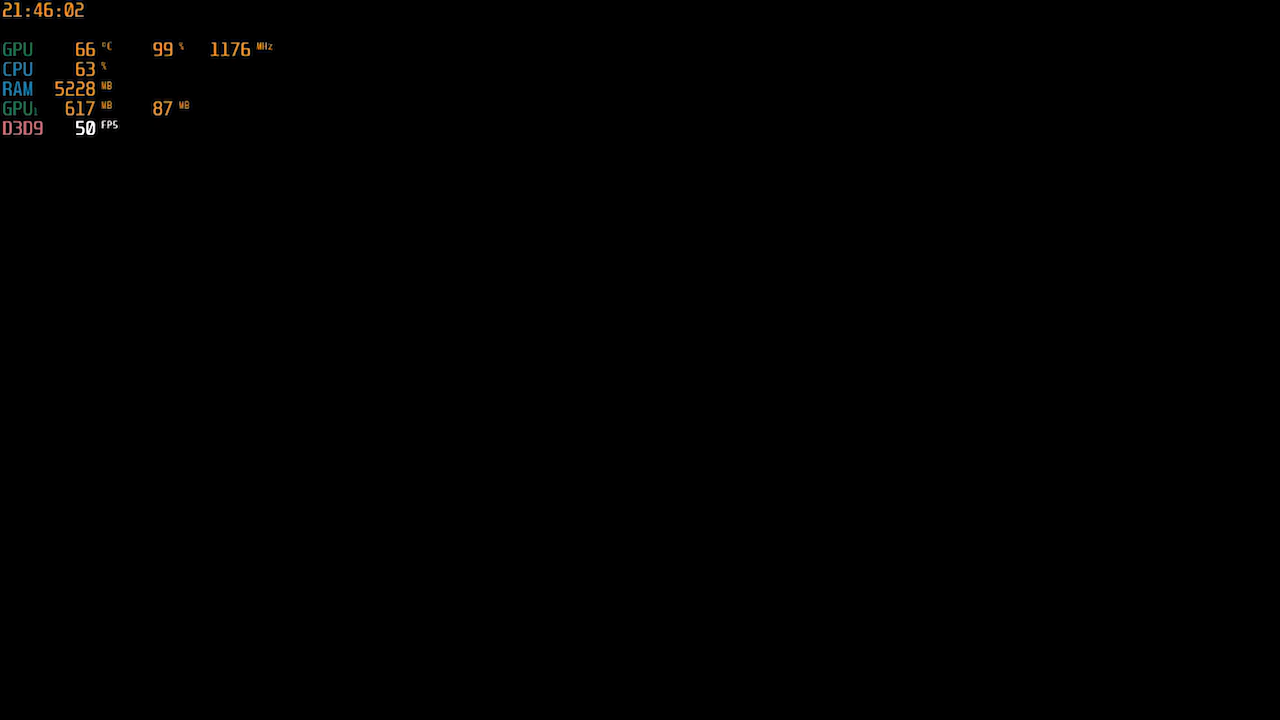 21:46:02
GPU 66 °C 99 % 1176 MHz
CPU 63 %
RAM 5228 MB
GPU1 617 MB 87 MB
D3D9 50 FPS